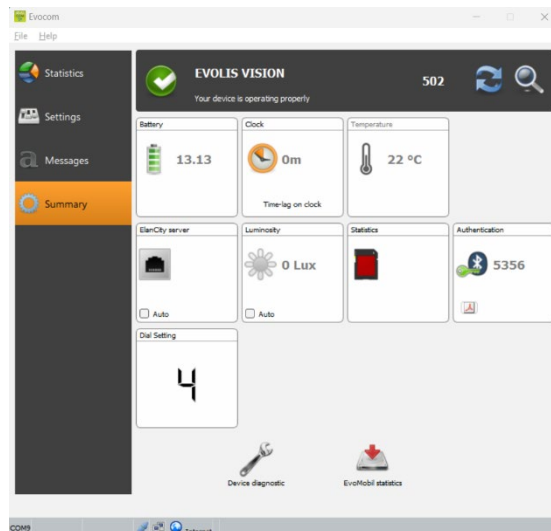 Evocom
File Help
Statistics
Settings
Messages
Summary
EVOLIS VISION
Your device is operating properly
502
Battery
13.13
Clock
0m
Time-lag on clock
Temperature
22 °C
ElanCity server
Auto
Luminosity
0 Lux
Auto
Statistics
Authentication
5356
Dial Setting
4
Device diagnostic
EvoMobil statistics
COM9
Internet